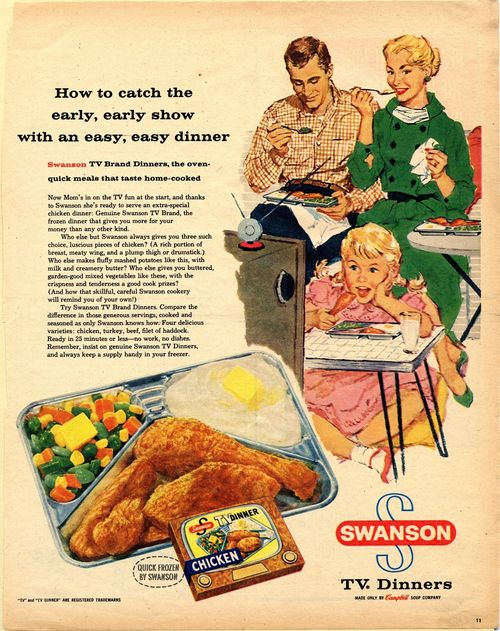 How to catch the
early, early show
with an easy, easy dinner
Swanson TV Brand Dinners, the oven-
quick meals that taste home-cooked
Now Mom's in on the TV fun at the start, and thanks
to Swanson she's ready to serve an extra-special
chicken dinner: Genuine Swanson TV Brand, the
frozen dinner that gives you more for your
money than any other kind.
Who else but Swanson always gives you three such
choice, luscious pieces of chicken? (A rich portion of
breast, meaty wing, and a plump thigh or drumstick.)
Who else makes fluffy mashed potatoes like this, with
milk and creamery butter? Who else gives you buttered,
garden-good mixed vegetables like these, with the
crispness and tenderness a good cook prizes?
(And how that skillful, careful Swanson cookery
will remind you of your own!)
Try Swanson TV Brand Dinners. Compare the
difference in those generous servings, cooked and
seasoned as only Swanson knows how. Four delicious
varieties: chicken, turkey, beef, filet of haddock.
Ready in 25 minutes or less—no work, no dishes.
Remember, insist on genuine Swanson TV Dinners,
and always keep a supply handy in your freezer.
SWANSON
TV DINNER
CHICKEN
QUICK FROZEN
BY SWANSON
S
SWANSON
TV. Dinners
MADE ONLY BY Campbell SOUP COMPANY
"TV" and "TV DINNER" ARE REGISTERED TRADEMARKS
11